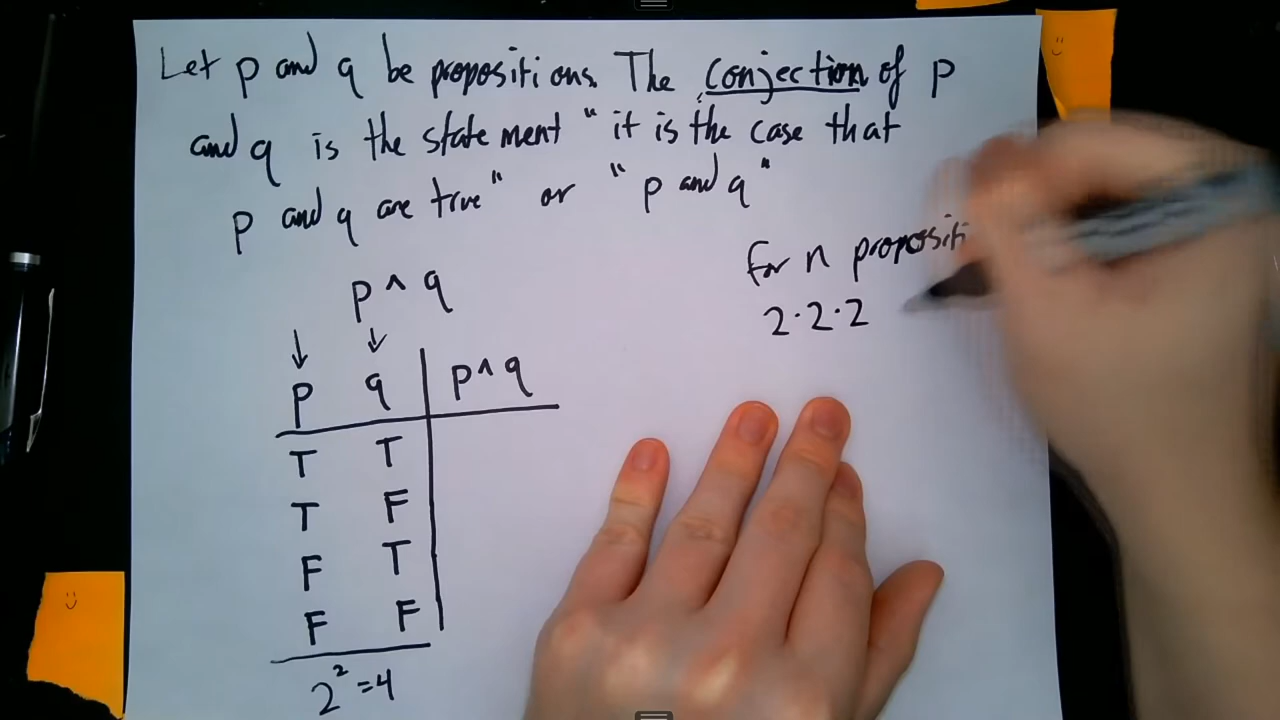 Let p and q be propositions. The conjection of p
and q is the statement "it is the case that
p and q are true" or "p and q"
for n
p ^ q
2·2·2
p q p^q
T T
T F
F T
F F
2² = 4